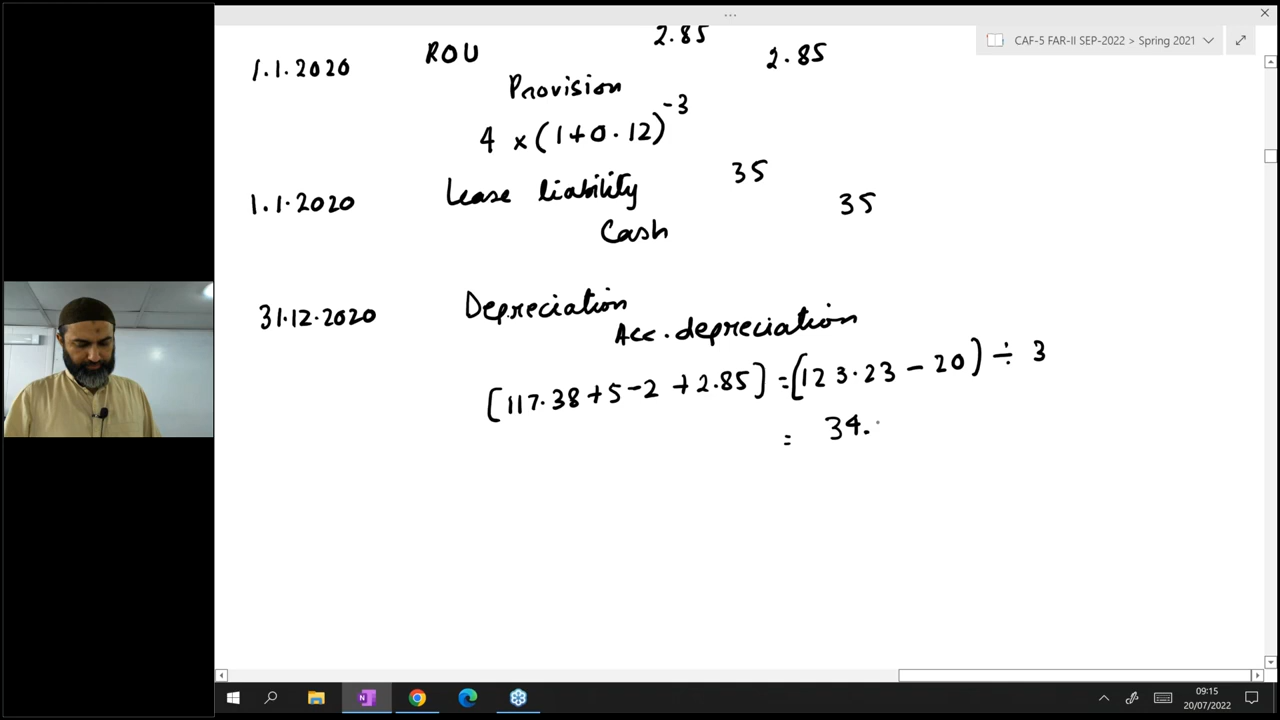 CAF-5 FAR-II SEP-2022 > Spring 2021
2.85
1.1.2020 ROU 2.85
Provision
4 × (1+0.12)^-3
1.1.2020 Lease liability 35
Cash 35
31.12.2020 Depreciation
Acc. depreciation
[117.38+5-2 +2.85] = [123.23 - 20) ÷ 3
= 34.
09:15
20/07/2022